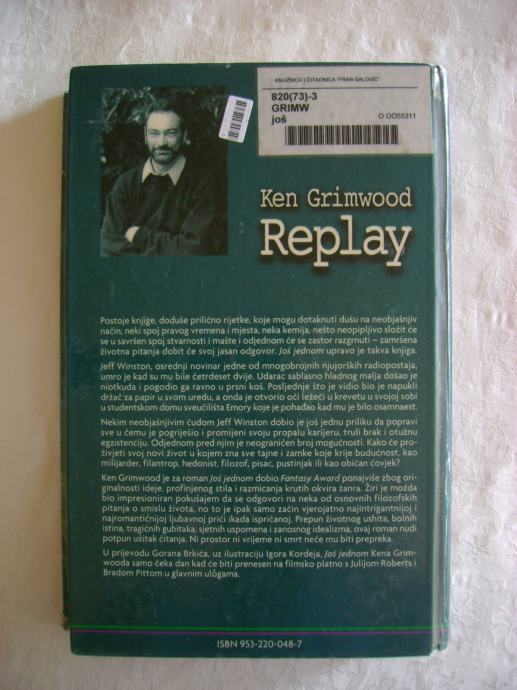 KNJIŽNICA I ČITAONICA "FRAN GALOVIĆ"
820(73)-3
GRIMW
još
O OO55311
Ken Grimwood
Replay
Postoje knjige, doduše prilično rijetke, koje mogu dotaknuti dušu na neobjašnjiv
način, neki spoj pravog vremena i mjesta, neka kemija, nešto neopipljivo složit će
se u savršen spoj stvarnosti i mašte i odjednom će se zastor razgrnuti – zamršena
životna pitanja dobit će svoj jasan odgovor. Još jednom upravo je takva knjiga.
Jeff Winston, osrednji novinar jedne od mnogobrojnih njujorških radiopostaja,
umro je kad su mu bile četrdeset dvije. Udarac sablasno hladnog malja došao je
niotkuda i pogodio ga ravno u prsni koš. Posljednje što je vidio bio je napukli
držač za papir u svom uredu, a onda je otvorio oči ležeći u krevetu u svojoj sobi
u studentskom domu sveučilišta Emory koje je pohađao kad mu je bilo osamnaest.
Nekim neobjašnjivim čudom Jeff Winston dobio je još jednu priliku da popravi
sve u čemu je pogriješio i promijeni svoju propalu karijeru, truli brak i otužnu
egzistenciju. Odjednom pred njim je neograničen broj mogućnosti. Kako će pro-
živjeti svoj novi život u kojem zna sve tajne i zamke koje krije budućnost, kao
milijarder, filantrop, hedonist, filozof, pisac, pustinjak ili kao običan čovjek?
Ken Grimwood je za roman Još jednom dobio Fantasy Award ponajviše zbog ori-
ginalnosti ideje, profinjenog stila i razmicanja krutih okvira žanra. Žiri je možda
bio impresioniran pokušajem da se odgovori na neka od osnovnih filozofskih
pitanja o smislu života, no to je ipak samo začin vjerojatno najintrigantnijoj i
najromantičnijoj ljubavnoj priči ikada ispričanoj. Prepun životnog ushita, bolnih
istina, tragičnih gubitaka, sjetnih uspomena i zanosnog idealizma, ovaj roman nudi
potpun užitak čitanja. Ni prostor ni vrijeme ni smrt neće mu biti prepreka.
U prijevodu Gorana Brkića, uz ilustraciju Igora Kordeja, Još jednom Kena Grim-
wooda samo čeka dan kad će biti prenesen na filmsko platno s Julijom Roberts i
Bradom Pittom u glavnim ulogama.
ISBN 953-220-048-7